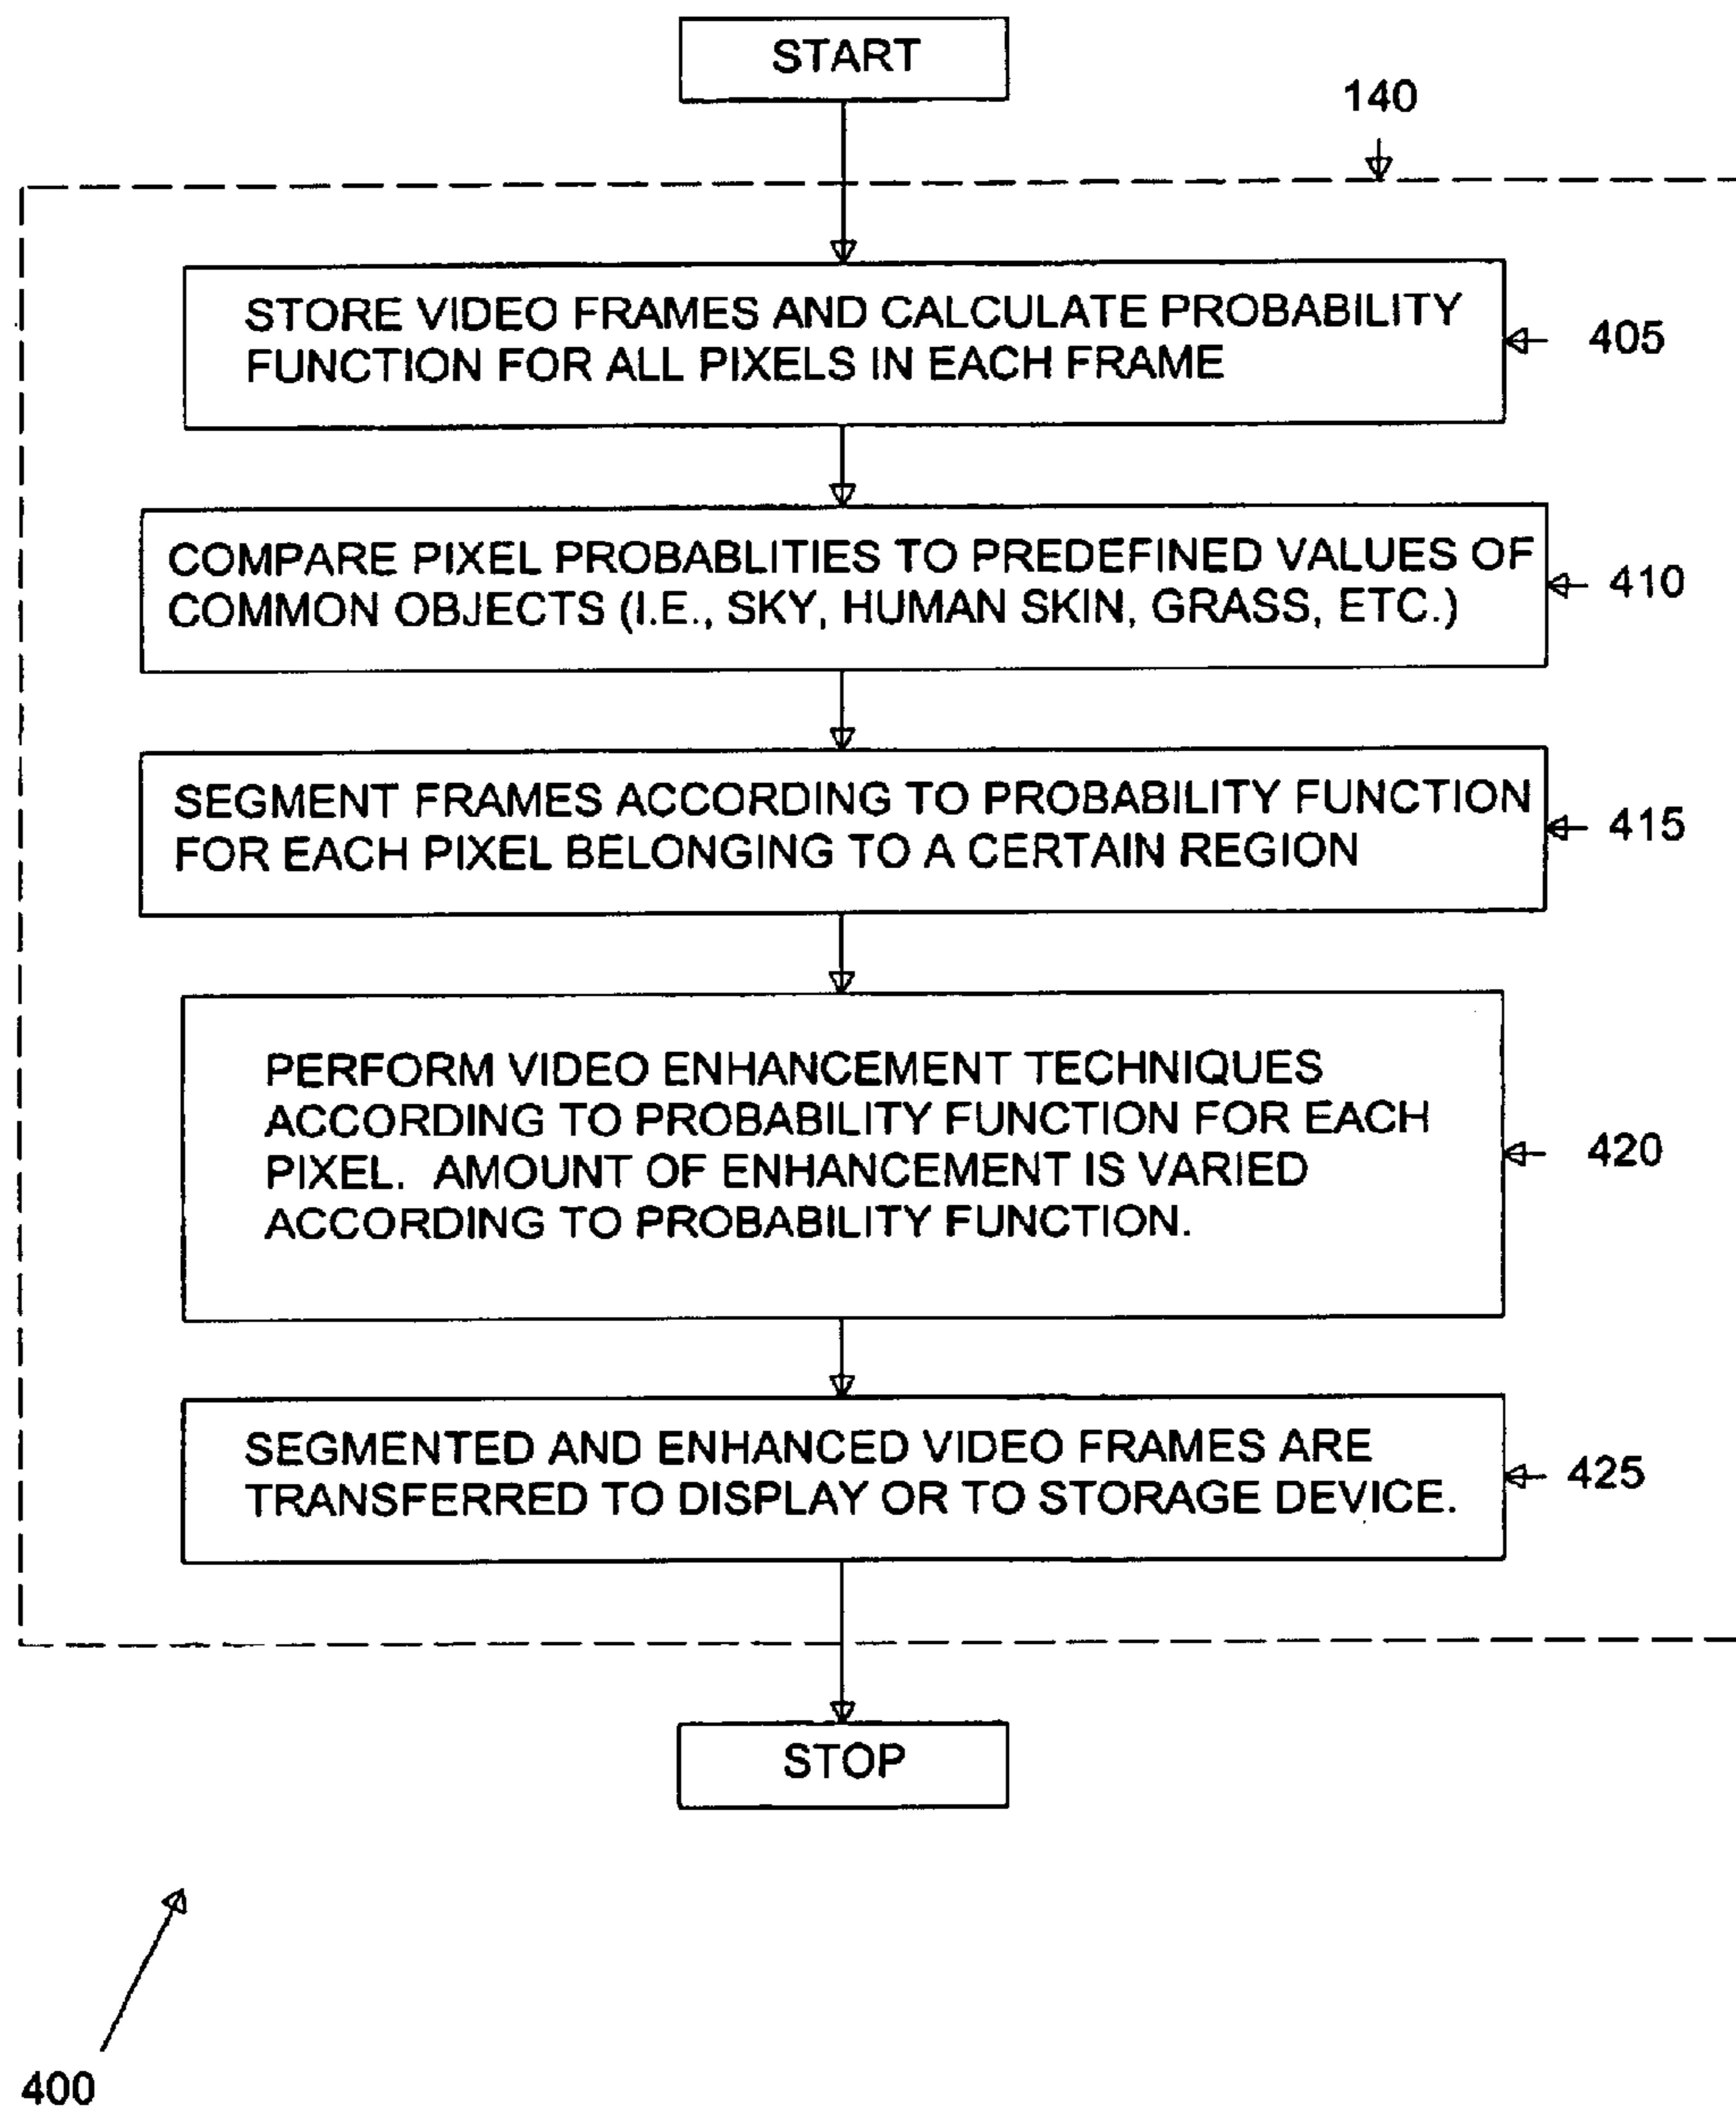 START
140
STORE VIDEO FRAMES AND CALCULATE PROBABILITY
FUNCTION FOR ALL PIXELS IN EACH FRAME
405
COMPARE PIXEL PROBABLITIES TO PREDEFINED VALUES OF
COMMON OBJECTS (I.E., SKY, HUMAN SKIN, GRASS, ETC.)
410
SEGMENT FRAMES ACCORDING TO PROBABILITY FUNCTION
FOR EACH PIXEL BELONGING TO A CERTAIN REGION
415
PERFORM VIDEO ENHANCEMENT TECHNIQUES
ACCORDING TO PROBABILITY FUNCTION FOR EACH
PIXEL. AMOUNT OF ENHANCEMENT IS VARIED
ACCORDING TO PROBABILITY FUNCTION.
420
SEGMENTED AND ENHANCED VIDEO FRAMES ARE
TRANSFERRED TO DISPLAY OR TO STORAGE DEVICE.
425
STOP
400